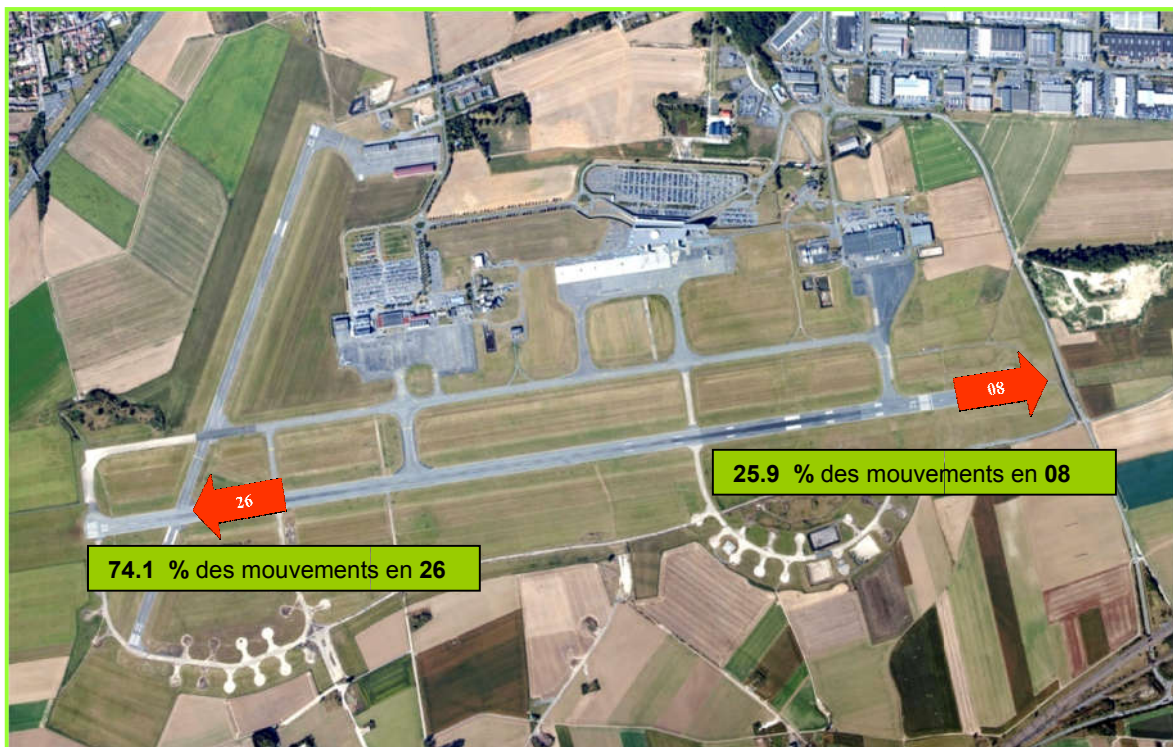 08
25.9 % des mouvements en 08
26
74.1 % des mouvements en 26